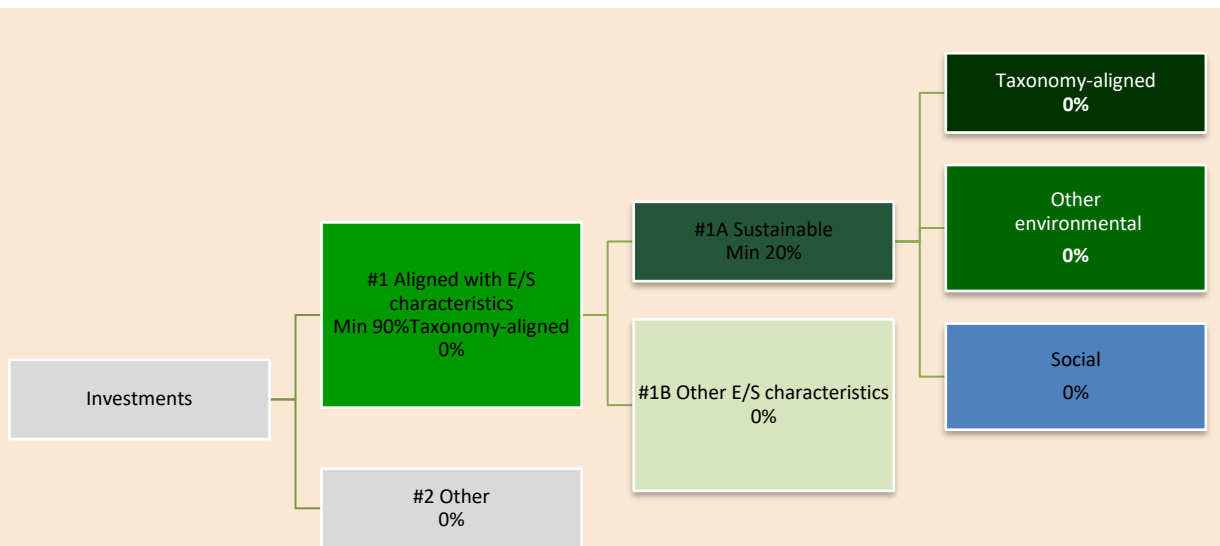 Investments
#1 Aligned with E/S
characteristics
Min 90%Taxonomy-aligned
0%
#2 Other
0%
#1A Sustainable
Min 20%
#1B Other E/S characteristics
0%
Taxonomy-aligned
0%
Other
environmental
0%
Social
0%